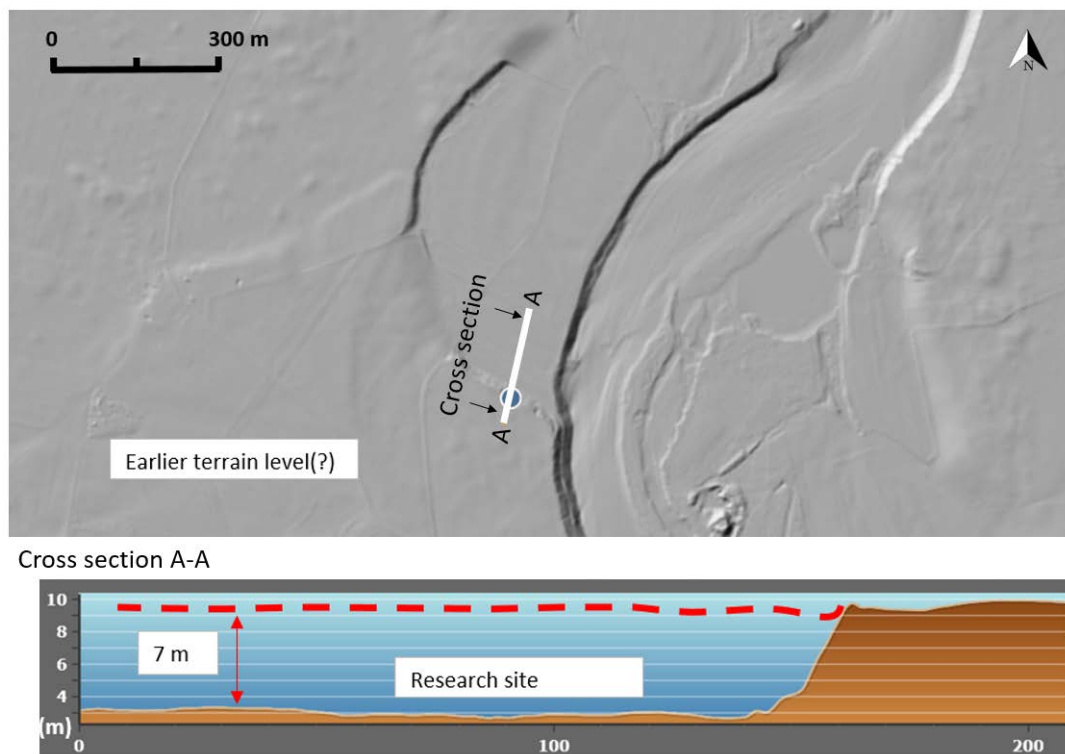 0 300 m
N
A
Cross section
A
Earlier terrain level(?)
Cross section A-A
10
8
7 m
6
Research site
4
(m)
0 100 200